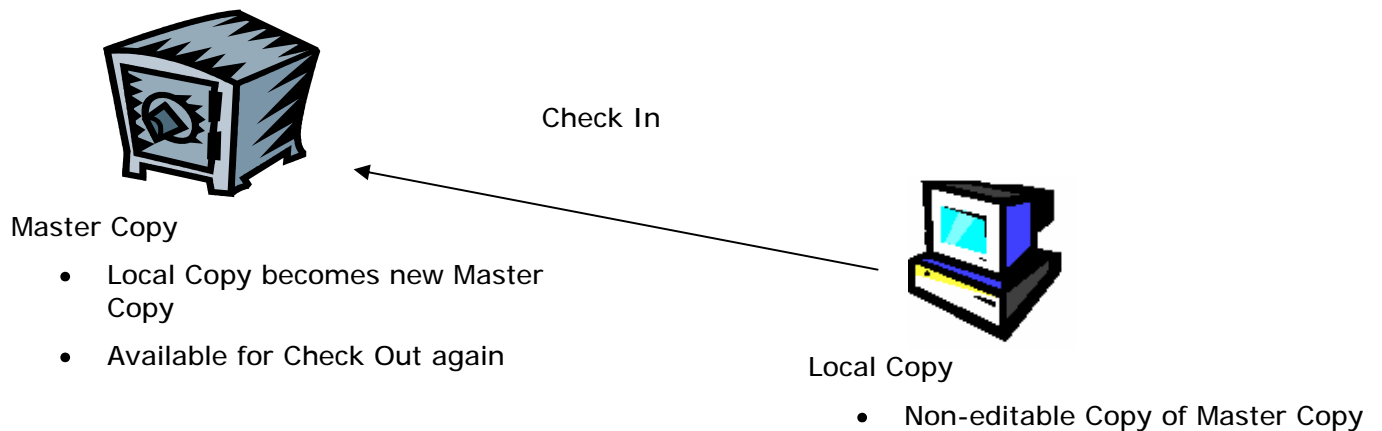 Check In
Master Copy
• Local Copy becomes new Master
Copy
• Available for Check Out again
Local Copy
• Non-editable Copy of Master Copy